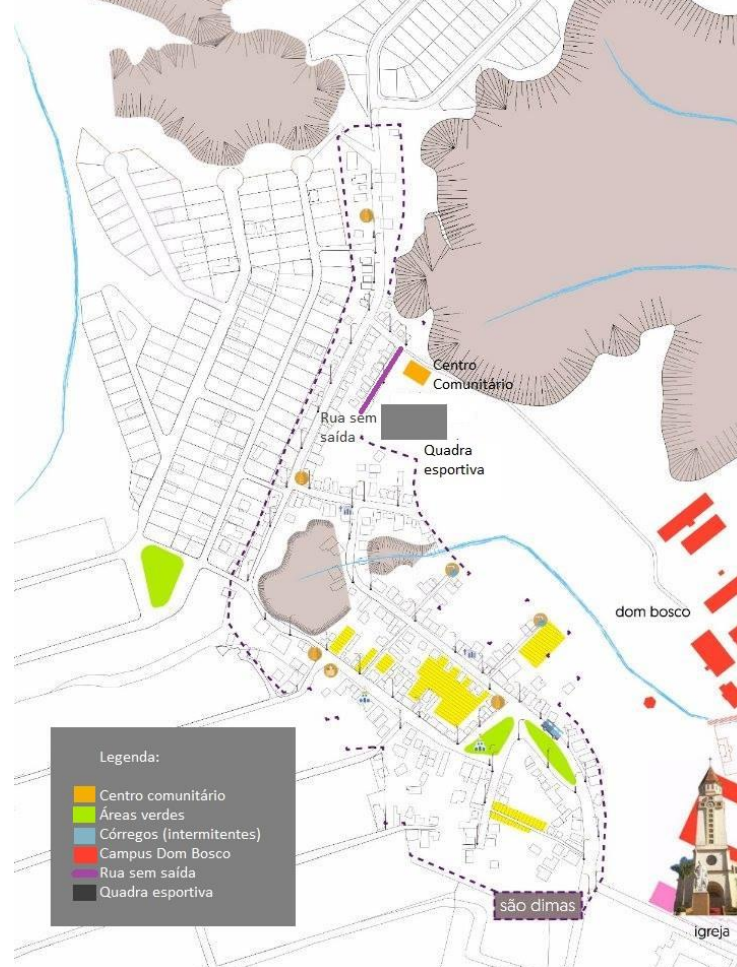 Centro
Comunitário
Rua sem
saída
Quadra
esportiva
dom bosco
Legenda:
Centro comunitário
Áreas verdes
Córregos (intermitentes)
Campus Dom Bosco
Rua sem saída
Quadra esportiva
são dimas
igreja